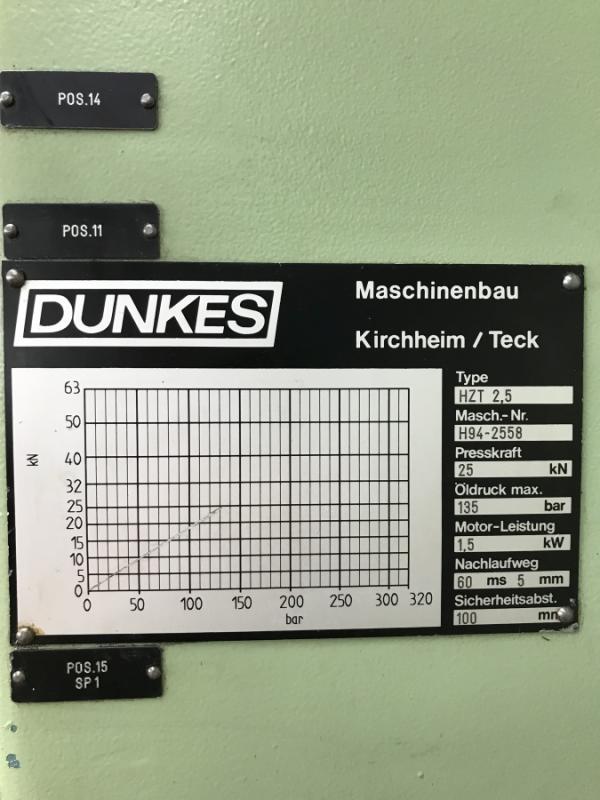 POS.14
POS.11
DUNKES
Maschinenbau
Kirchheim / Teck
63
50
40
32
25
20
15
10
5
0
kN
0 50 100 150 200 250 300 320
bar
Type
HZT 2,5
Masch.-Nr.
H94-2558
Presskraft
25 kN
Öldruck max.
135 bar
Motor-Leistung
1,5 kW
Nachlaufweg
60 ms 5 mm
Sicherheitsabst.
100 mm
POS.15
SP1